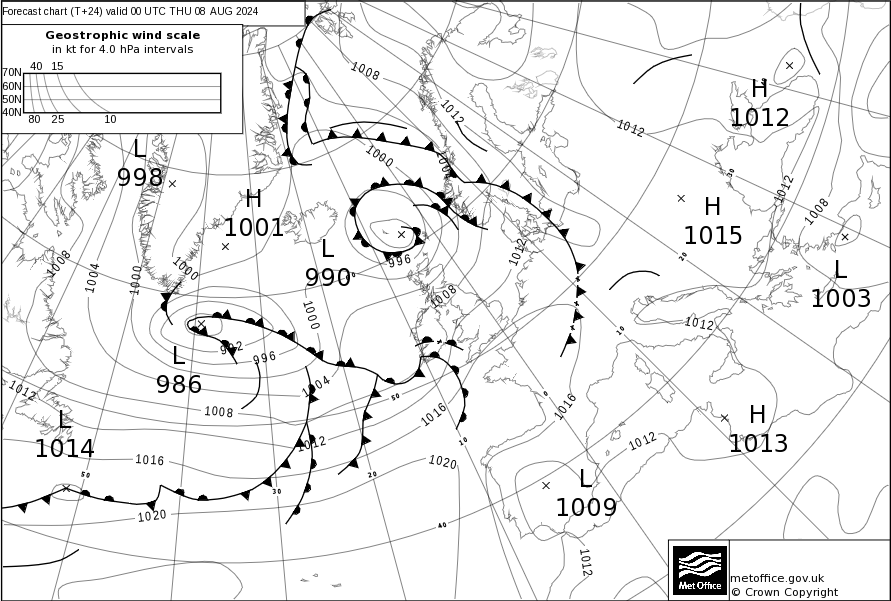 Forecast chart (T+24) valid 00 UTC THU 08 AUG 2024
Geostrophic wind scale
in kt for 4.0 hPa intervals
40 15
70N
60N
50N
40N
80 25 10
1008
1012
1012
H
1012
L
998
1000
1004
30
1012
H
1001
H
1015
1008
L
990
996
1012
20
L
1003
1008
1004
1000
1000
1008
1000
992
996
1012
10
L
986
1004
1012
1008
50
0
1016
1016
L
1014
1012
1012
H
1013
10
1016
1020
50
20
30
L
1009
1020
40
1012
Met Office
metoffice.gov.uk
© Crown Copyright